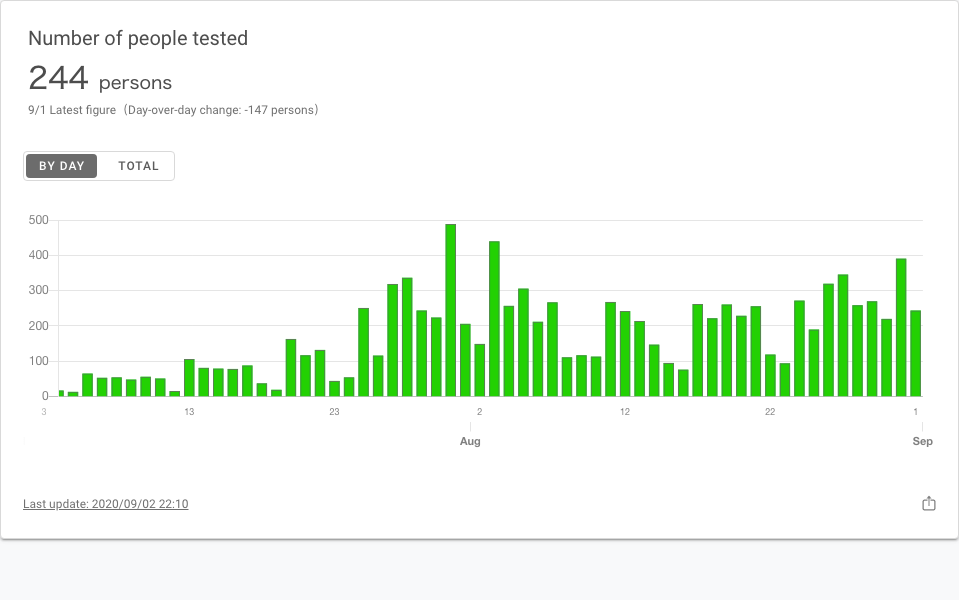 Number of people tested
244 persons
9/1 Latest figure（Day-over-day change: -147 persons）
BY DAY TOTAL
500
400
300
200
100
0
3 13 23 2 12 22 1
Aug Sep
Last update: 2020/09/02 22:10